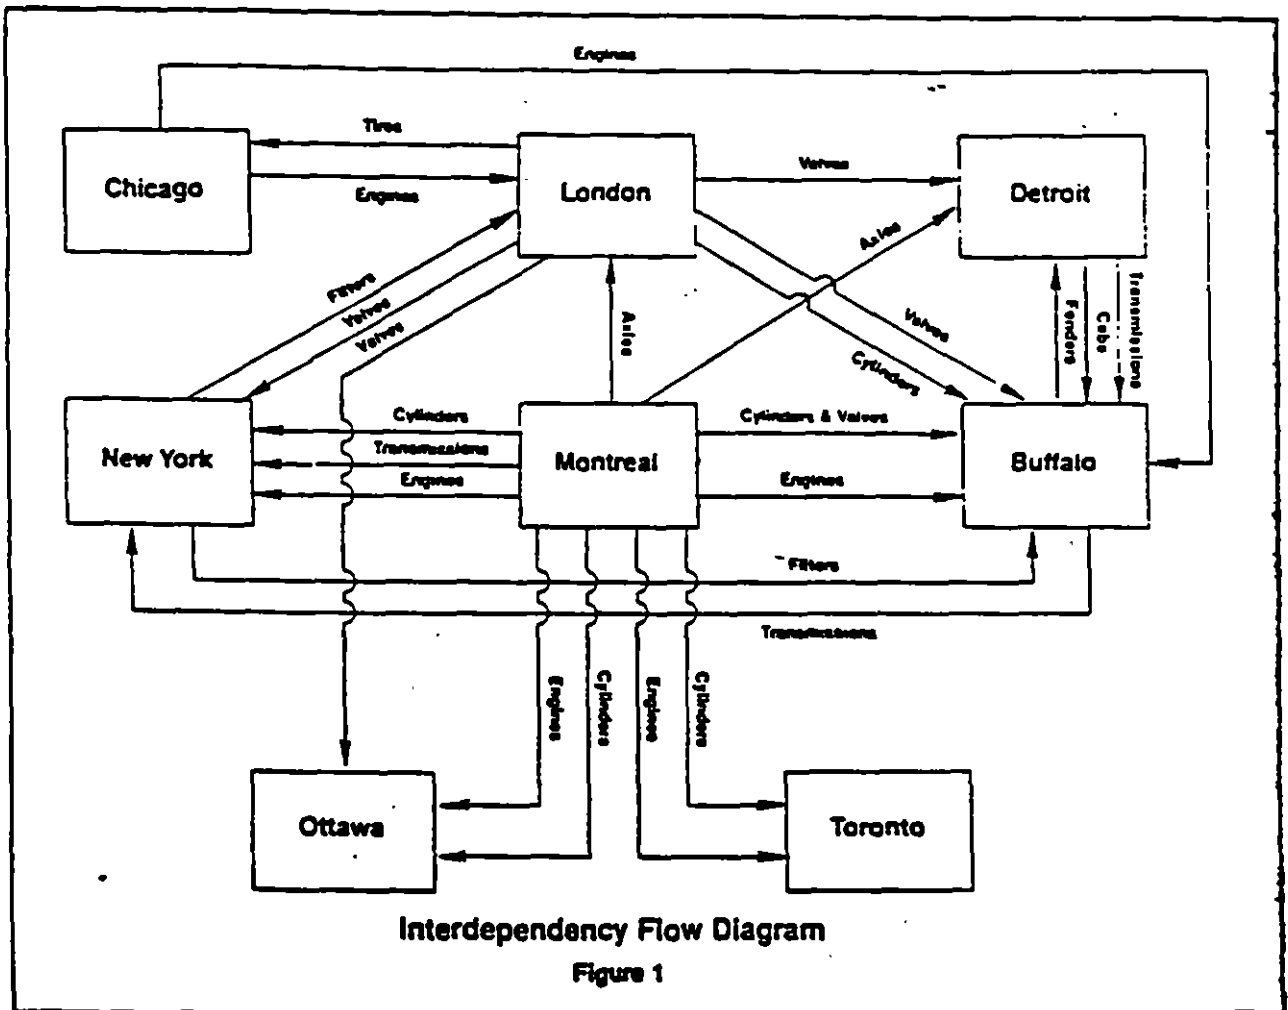 Engines
Tires
Chicago
London
Detroit
Valves
Engines
Axles
Filters
Valves
Valves
Axles
Valves
Cylinders
Fenders
Cabs
Transmissions
Cylinders
Cylinders & Valves
New York
Transmissions
Montreal
Buffalo
Engines
Engines
Filters
Transmissions
Engines
Cylinders
Engines
Cylinders
Ottawa
Toronto
Interdependency Flow Diagram
Figure 1